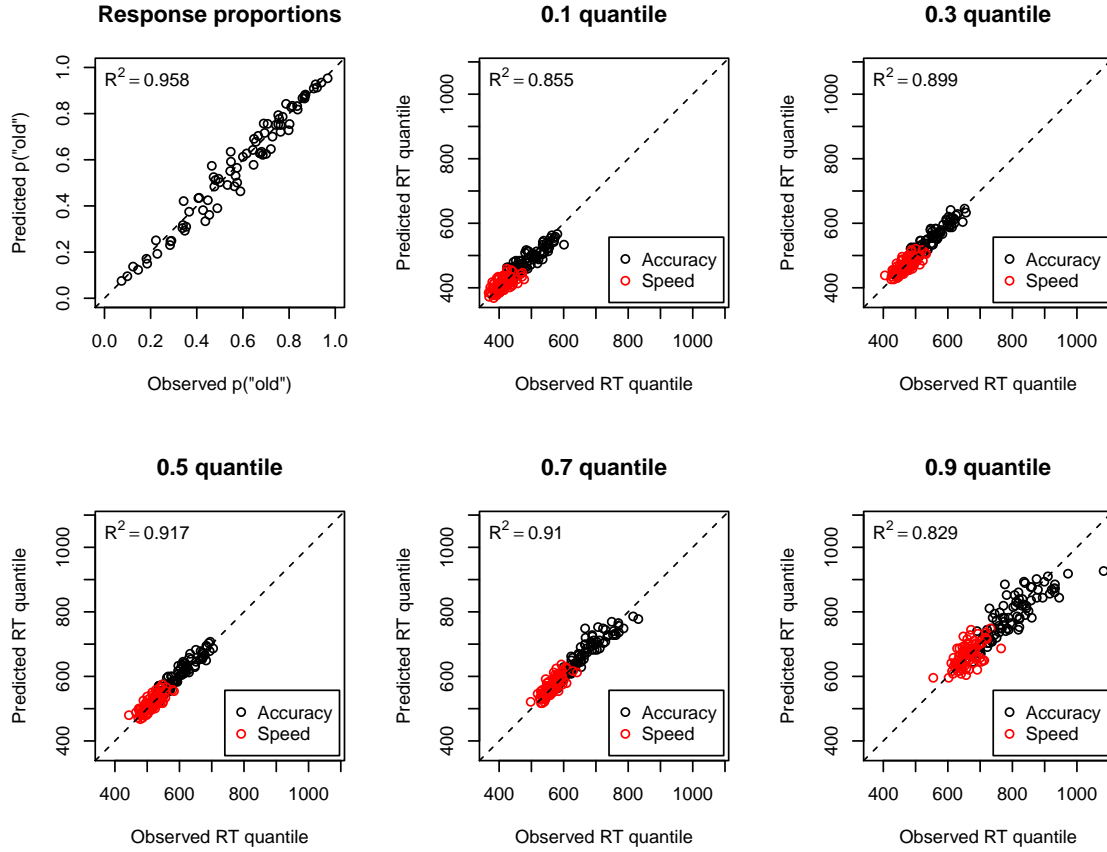 Response proportions
R² = 0.958
Predicted p("old")
0.0 0.2 0.4 0.6 0.8 1.0
0.0 0.2 0.4 0.6 0.8 1.0
Observed p("old")
0.1 quantile
R² = 0.855
Predicted RT quantile
400 600 800 1000
Accuracy
Speed
400 600 800 1000
Observed RT quantile
0.3 quantile
R² = 0.899
Predicted RT quantile
400 600 800 1000
Accuracy
Speed
400 600 800 1000
Observed RT quantile
0.5 quantile
R² = 0.917
Predicted RT quantile
400 600 800 1000
Accuracy
Speed
400 600 800 1000
Observed RT quantile
0.7 quantile
R² = 0.91
Predicted RT quantile
400 600 800 1000
Accuracy
Speed
400 600 800 1000
Observed RT quantile
0.9 quantile
R² = 0.829
Predicted RT quantile
400 600 800 1000
Accuracy
Speed
400 600 800 1000
Observed RT quantile